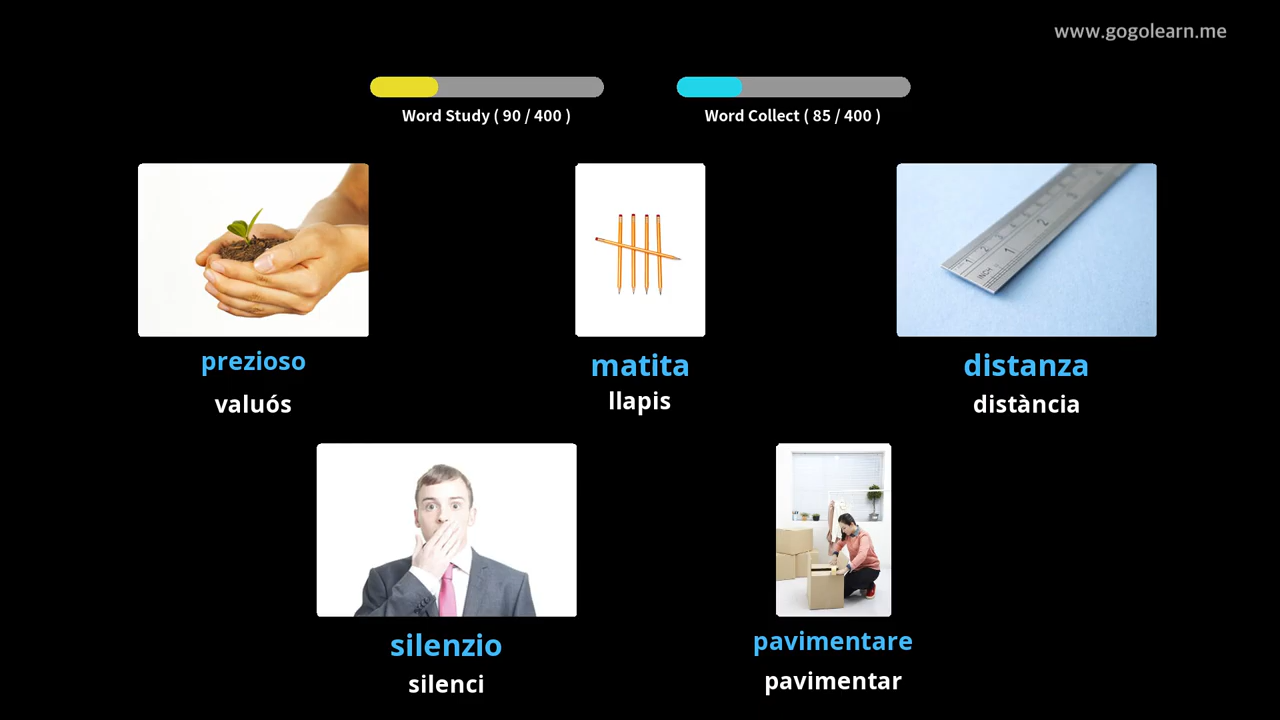 www.gogolearn.me
Word Study ( 90 / 400 )
Word Collect ( 85 / 400 )
prezioso
valuós
matita
llapis
distanza
distància
silenzio
silenci
pavimentare
pavimentar